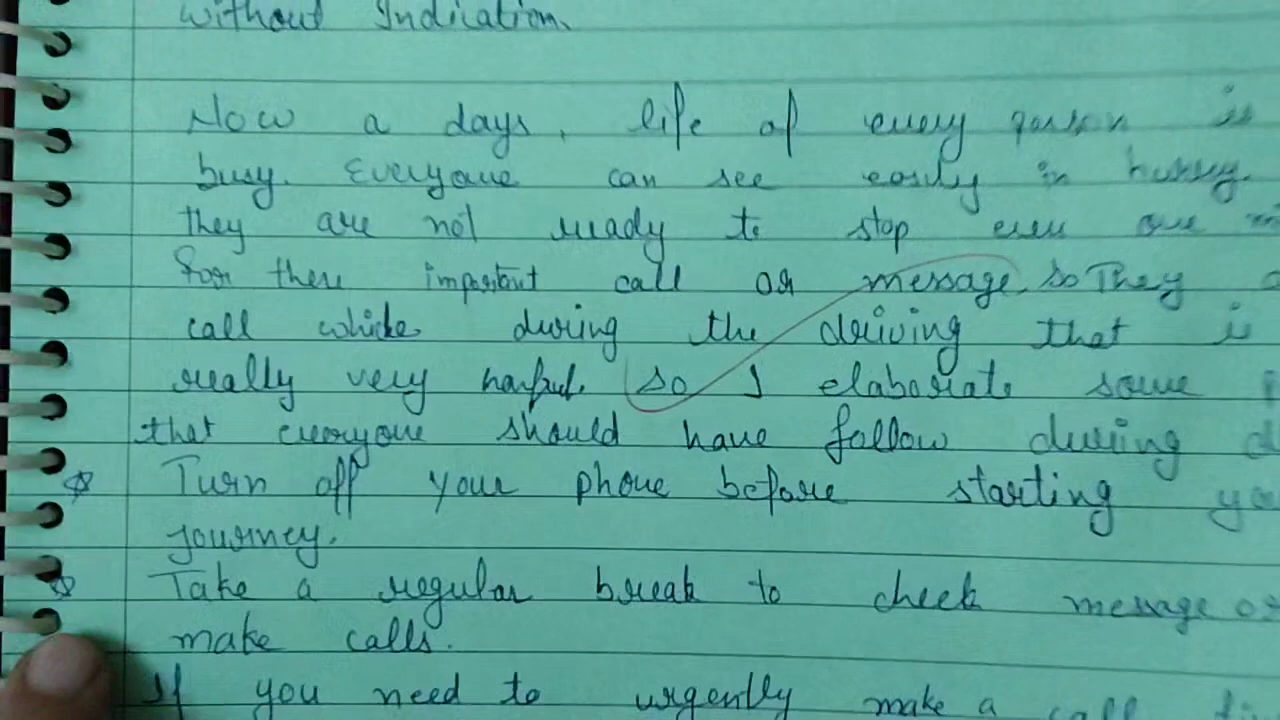 without Indication.
Now a days, life of every person is
busy. Everyone can see easily in hurry.
they are not ready to stop even one
for there important call or message. so They
call while during the driving that is
really very harmful. so I elaborate some
that everyone should have follow during
Turn off your phone before starting
journey.
Take a regular break to check message or
make calls.
If you need to urgently make a call